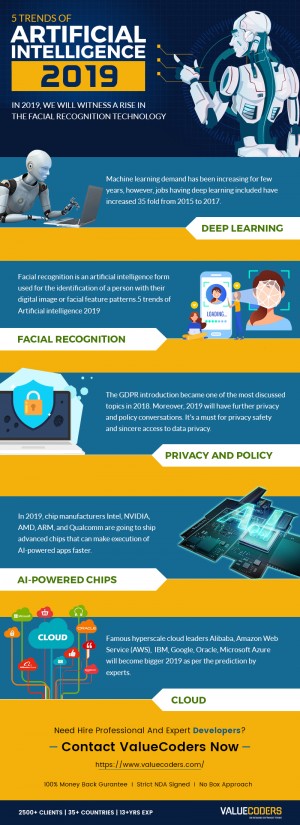 5 TRENDS OF
ARTIFICIAL
INTELLIGENCE
2019
IN 2019, WE WILL WITNESS A RISE IN
THE FACIAL RECOGNITION TECHNOLOGY
Machine learning demand has been increasing for few
years, however, jobs having deep learning included have
increased 35 fold from 2015 to 2017.
DEEP LEARNING
Facial recognition is an artificial intelligence form
used for the identification of a person with their
digital image or facial feature patterns.5 trends of
Artificial intelligence 2019
LOADING...
FACIAL RECOGNITION
The GDPR introduction became one of the most discussed
topics in 2018. Moreover, 2019 will have further privacy
and policy conversations. It's a must for privacy safety
and sincere access to data privacy.
PRIVACY AND POLICY
In 2019, chip manufacturers Intel, NVIDIA,
AMD, ARM, and Qualcomm are going to ship
advanced chips that can make execution of
AI-powered apps faster.
AI
AI-POWERED CHIPS
CLOUD
Famous hyperscale cloud leaders Alibaba, Amazon Web
Service (AWS), IBM, Google, Oracle, Microsoft Azure
will become bigger 2019 as per the prediction by
experts.
CLOUD
Need Hire Professional And Expert Developers?
– Contact ValueCoders Now –
https://www.valuecoders.com/
100% Money Back Gurantee | Strict NDA Signed | No Box Approach
2500+ CLIENTS | 35+ COUNTRIES | 13+YRS EXP
VALUECODERS